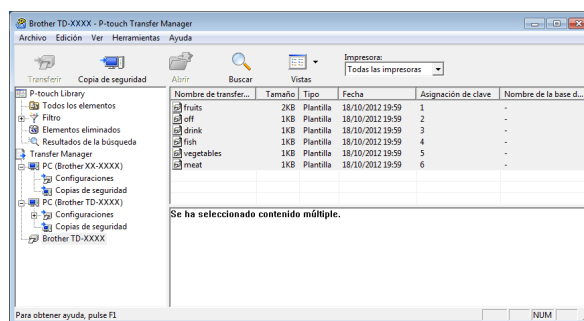 Brother TD-XXXX - P-touch Transfer Manager
Archivo Edición Ver Herramientas Ayuda
Transferir Copia de seguridad Abrir Buscar Vistas
Impresora:
Todas las impresoras
P-touch Library
Todos los elementos
Filtro
Elementos eliminados
Resultados de la búsqueda
Transfer Manager
PC (Brother XX-XXXX)
Configuraciones
Copias de seguridad
PC (Brother TD-XXXX)
Configuraciones
Copias de seguridad
Brother TD-XXXX
Nombre de transfer... Tamaño Tipo Fecha Asignación de clave Nombre de la base d...
fruits 2KB Plantilla 18/10/2012 19:59 1 -
off 1KB Plantilla 18/10/2012 19:59 2 -
drink 1KB Plantilla 18/10/2012 19:59 3 -
fish 1KB Plantilla 18/10/2012 19:59 4 -
vegetables 1KB Plantilla 18/10/2012 19:59 5 -
meat 1KB Plantilla 18/10/2012 19:59 6 -
Se ha seleccionado contenido múltiple.
Para obtener ayuda, pulse F1
NUM